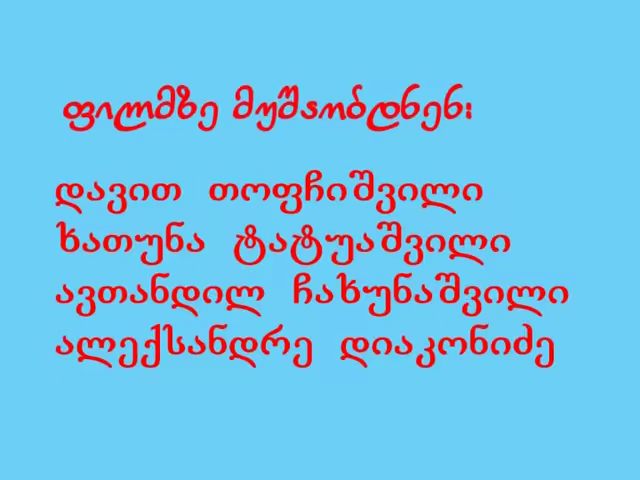 ფილმზე მუშაობდნენ:
დავით თოფჩიშვილი
ხათუნა ტატუაშვილი
ავთანდილ ჩახუნაშვილი
ალექსანდრე დიაკონიძე